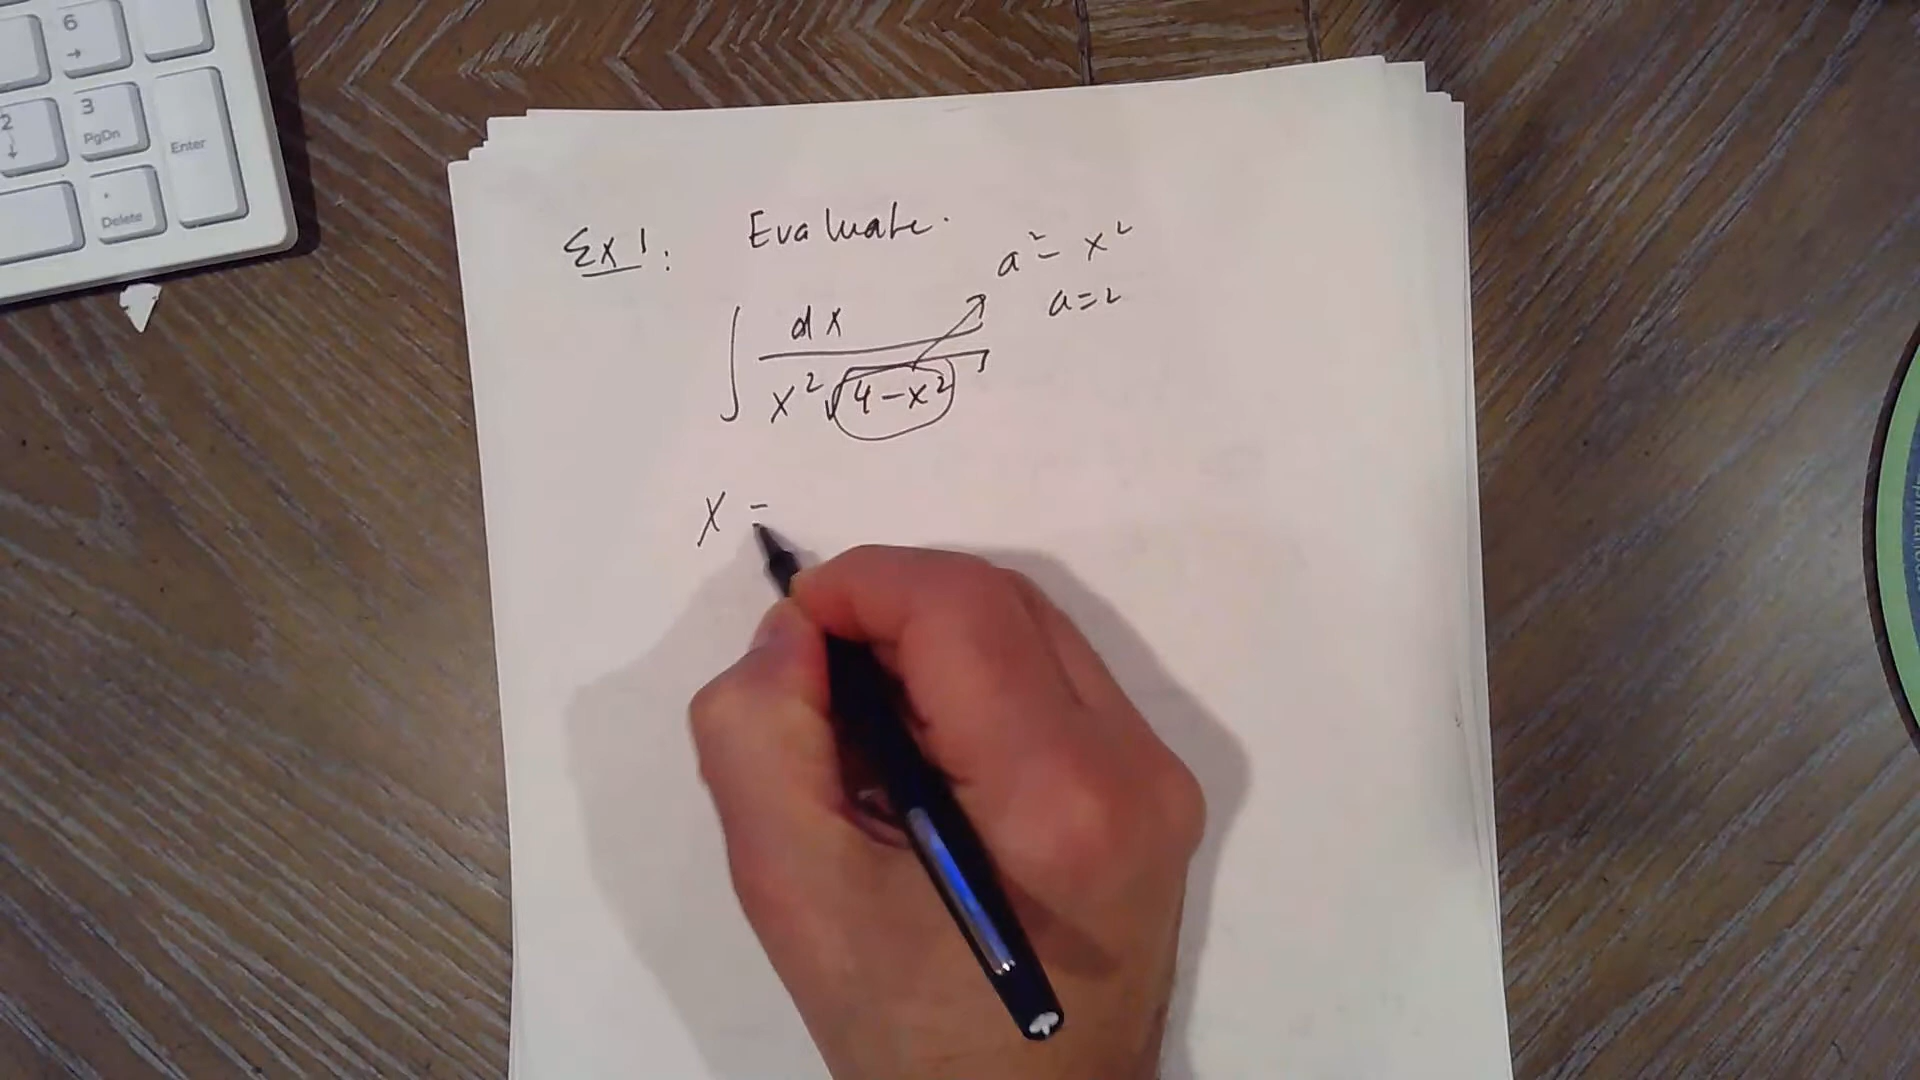 6
→
2
↓
3
PgDn
Enter
.
Delete
Ex 1: Evaluate.
a² - x²
a=2
∫ dx / x² √4-x²
x =